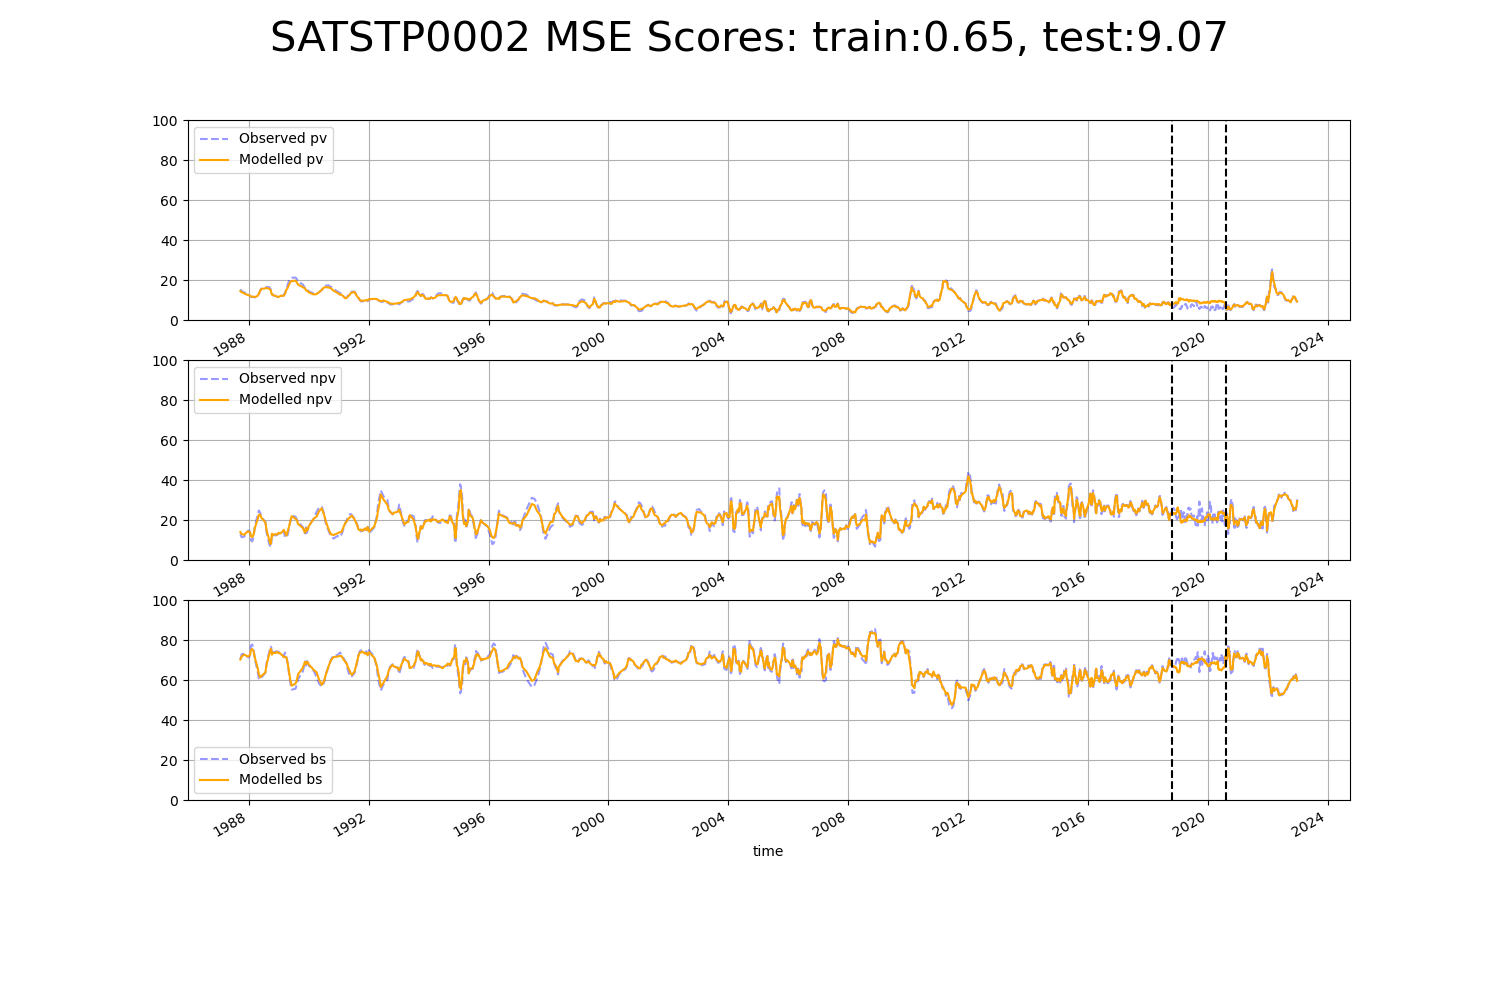 SATSTP0002 MSE Scores: train:0.65, test:9.07
100
80
60
40
20
0
Observed pv
Modelled pv
1988 1992 1996 2000 2004 2008 2012 2016 2020 2024
100
80
60
40
20
0
Observed npv
Modelled npv
1988 1992 1996 2000 2004 2008 2012 2016 2020 2024
100
80
60
40
20
0
Observed bs
Modelled bs
1988 1992 1996 2000 2004 2008 2012 2016 2020 2024
time